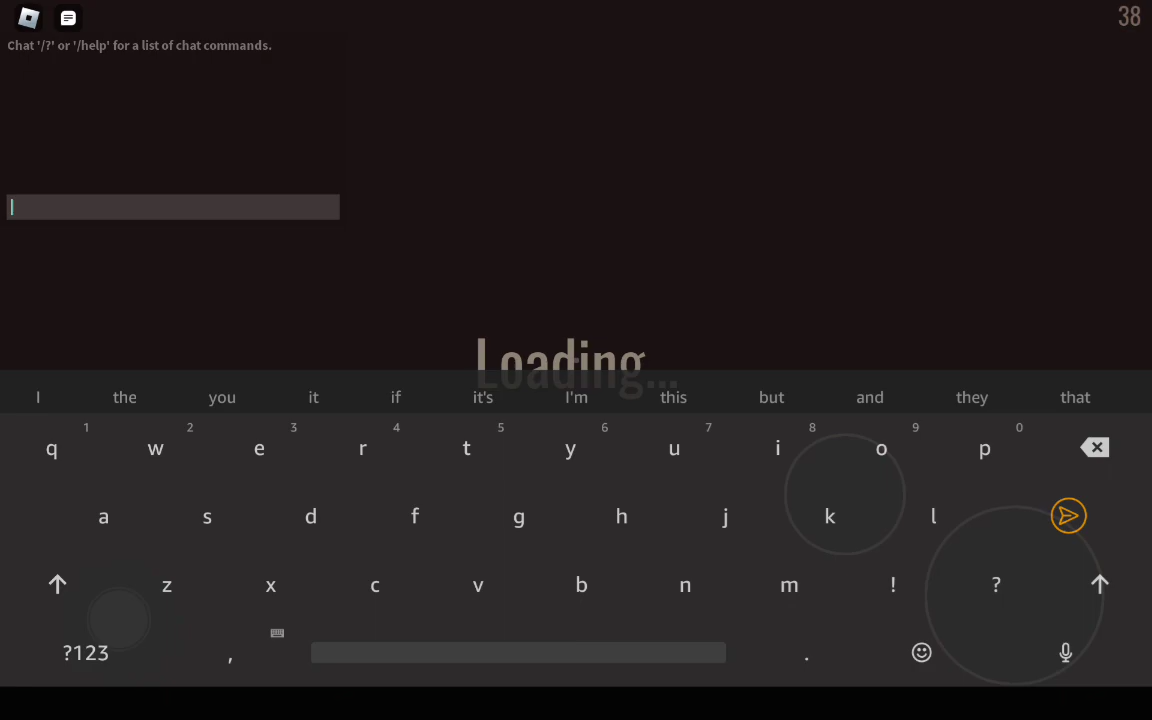 38
Chat '/?' or '/help' for a list of chat commands.
Loading...
I the you it if it's I'm this but and they that
1 2 3 4 5 6 7 8 9 0
q w e r t y u i o p
a s d f g h j k l
z x c v b n m ! ?
?123 , .